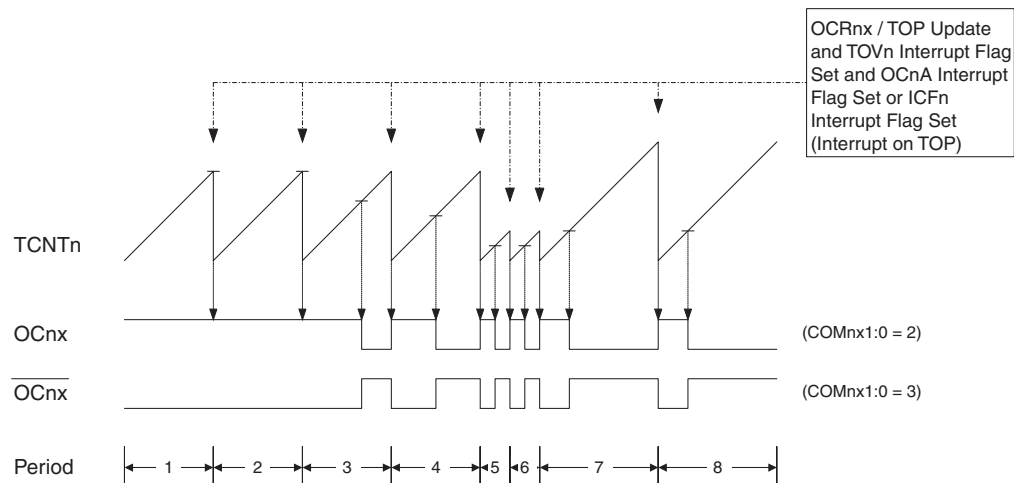 OCRnx / TOP Update
and TOVn Interrupt Flag
Set and OCnA Interrupt
Flag Set or ICFn
Interrupt Flag Set
(Interrupt on TOP)
TCNTn
OCnx
(COMnx1:0 = 2)
OCnx
(COMnx1:0 = 3)
Period
1 2 3 4 5 6 7 8